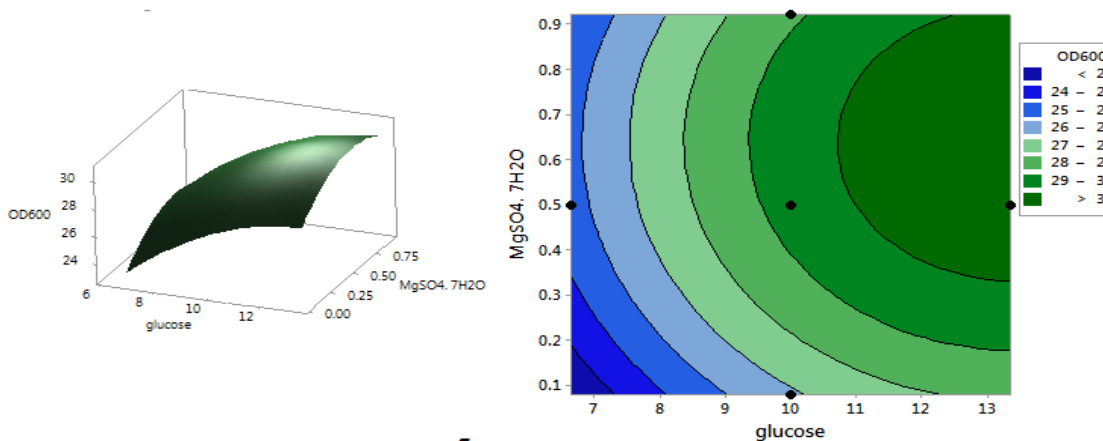 30
28
OD600
26
24
6
8
10
12
glucose
0.00
0.25
0.50
0.75
MgSO4. 7H2O
0.9
0.8
0.7
0.6
0.5
0.4
0.3
0.2
0.1
MgSO4. 7H2O
7 8 9 10 11 12 13
glucose
OD600
< 2
24 – 2
25 – 2
26 – 2
27 – 2
28 – 2
29 – 3
> 3